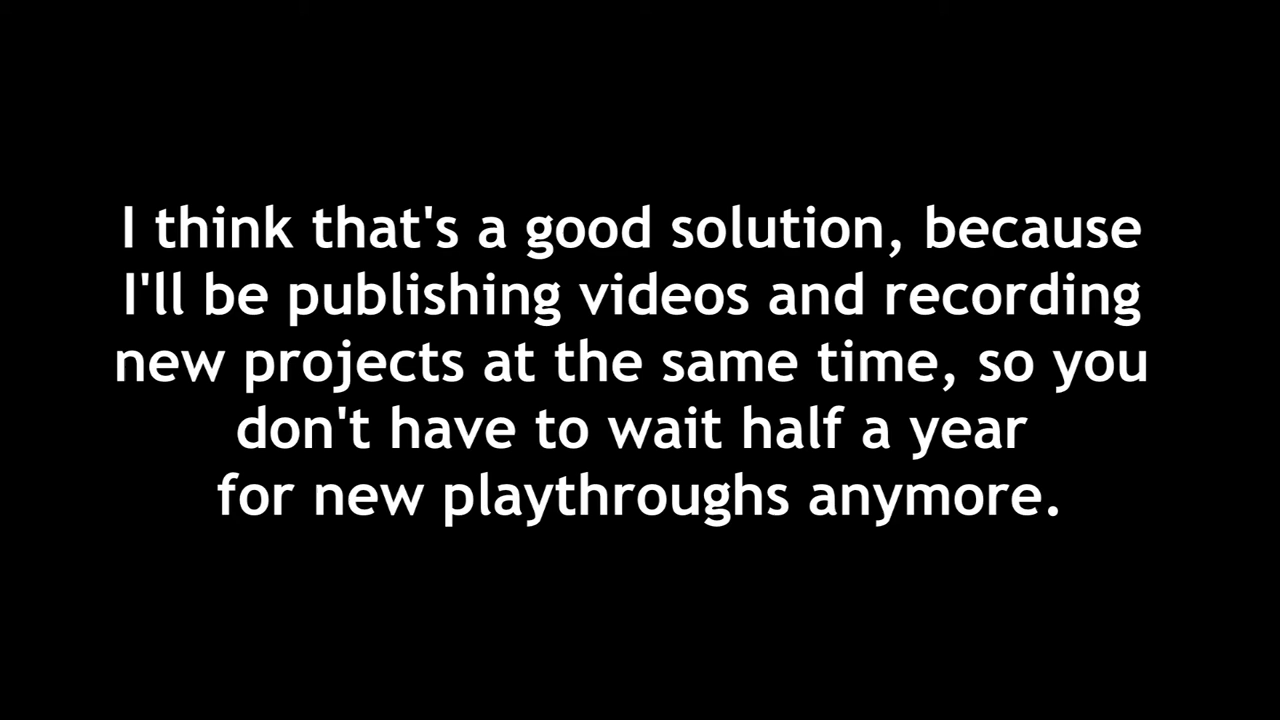 I think that's a good solution, because
I'll be publishing videos and recording
new projects at the same time, so you
don't have to wait half a year
for new playthroughs anymore.